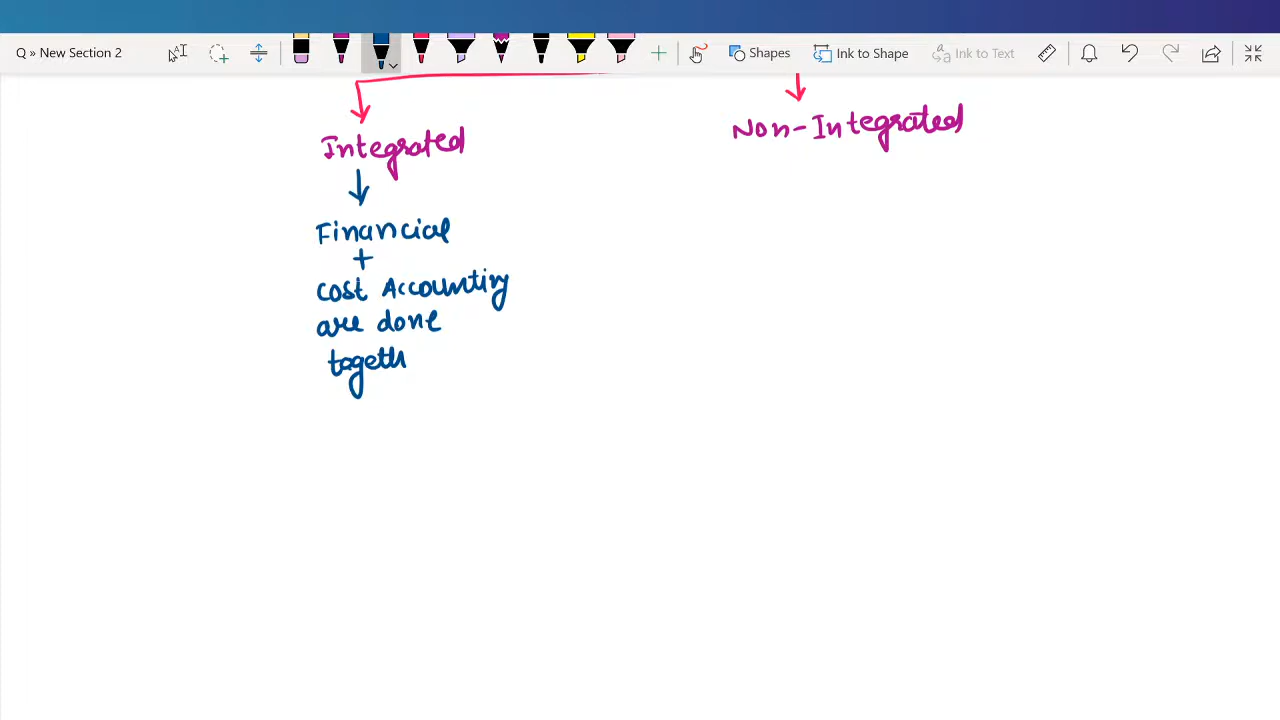 Q » New Section 2
Shapes
Ink to Shape
Ink to Text
Integrated
Non-Integrated
Financial
+
Cost Accounting
are done
togeth